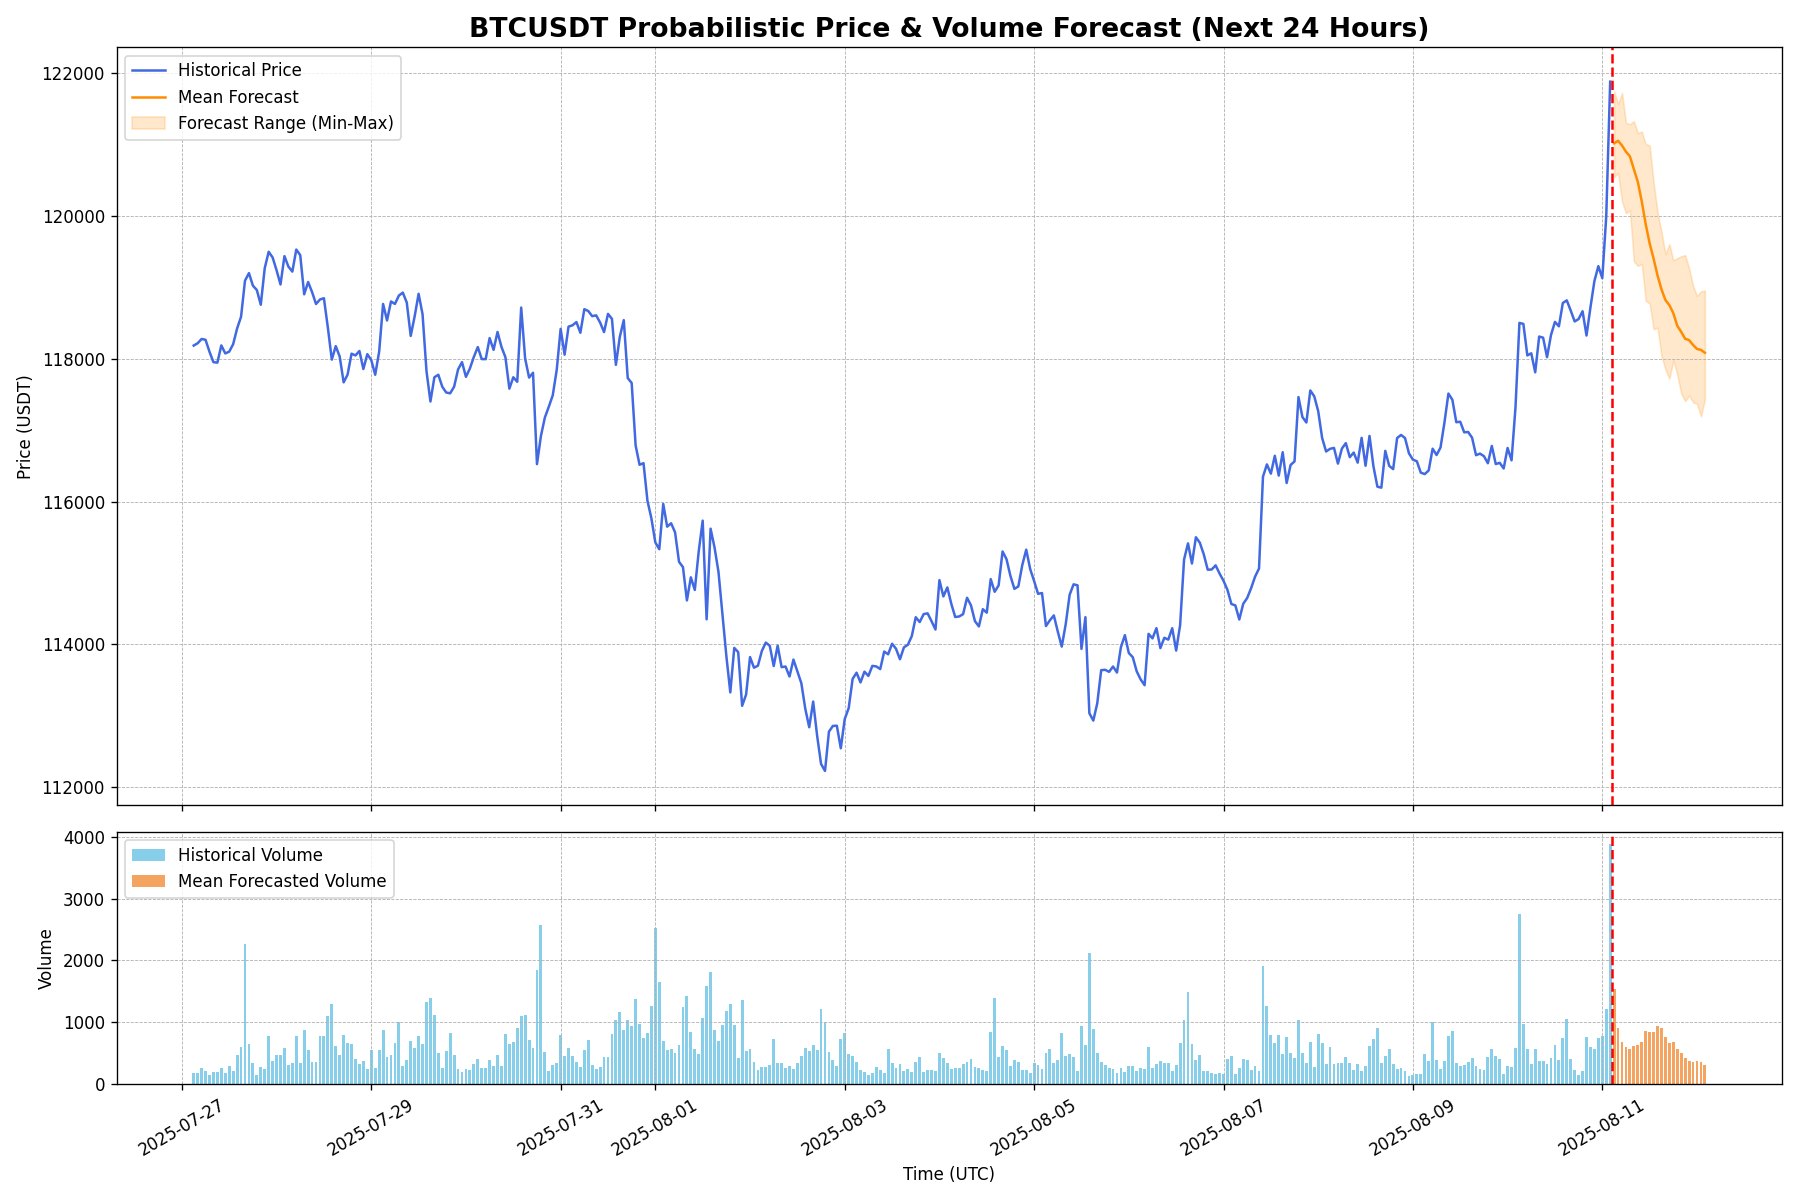 BTCUSDT Probabilistic Price & Volume Forecast (Next 24 Hours)
Historical Price
Mean Forecast
Forecast Range (Min-Max)
122000
120000
118000
116000
114000
112000
Price (USDT)
Historical Volume
Mean Forecasted Volume
4000
3000
2000
1000
0
Volume
2025-07-27
2025-07-29
2025-07-31
2025-08-01
2025-08-03
2025-08-05
2025-08-07
2025-08-09
2025-08-11
Time (UTC)